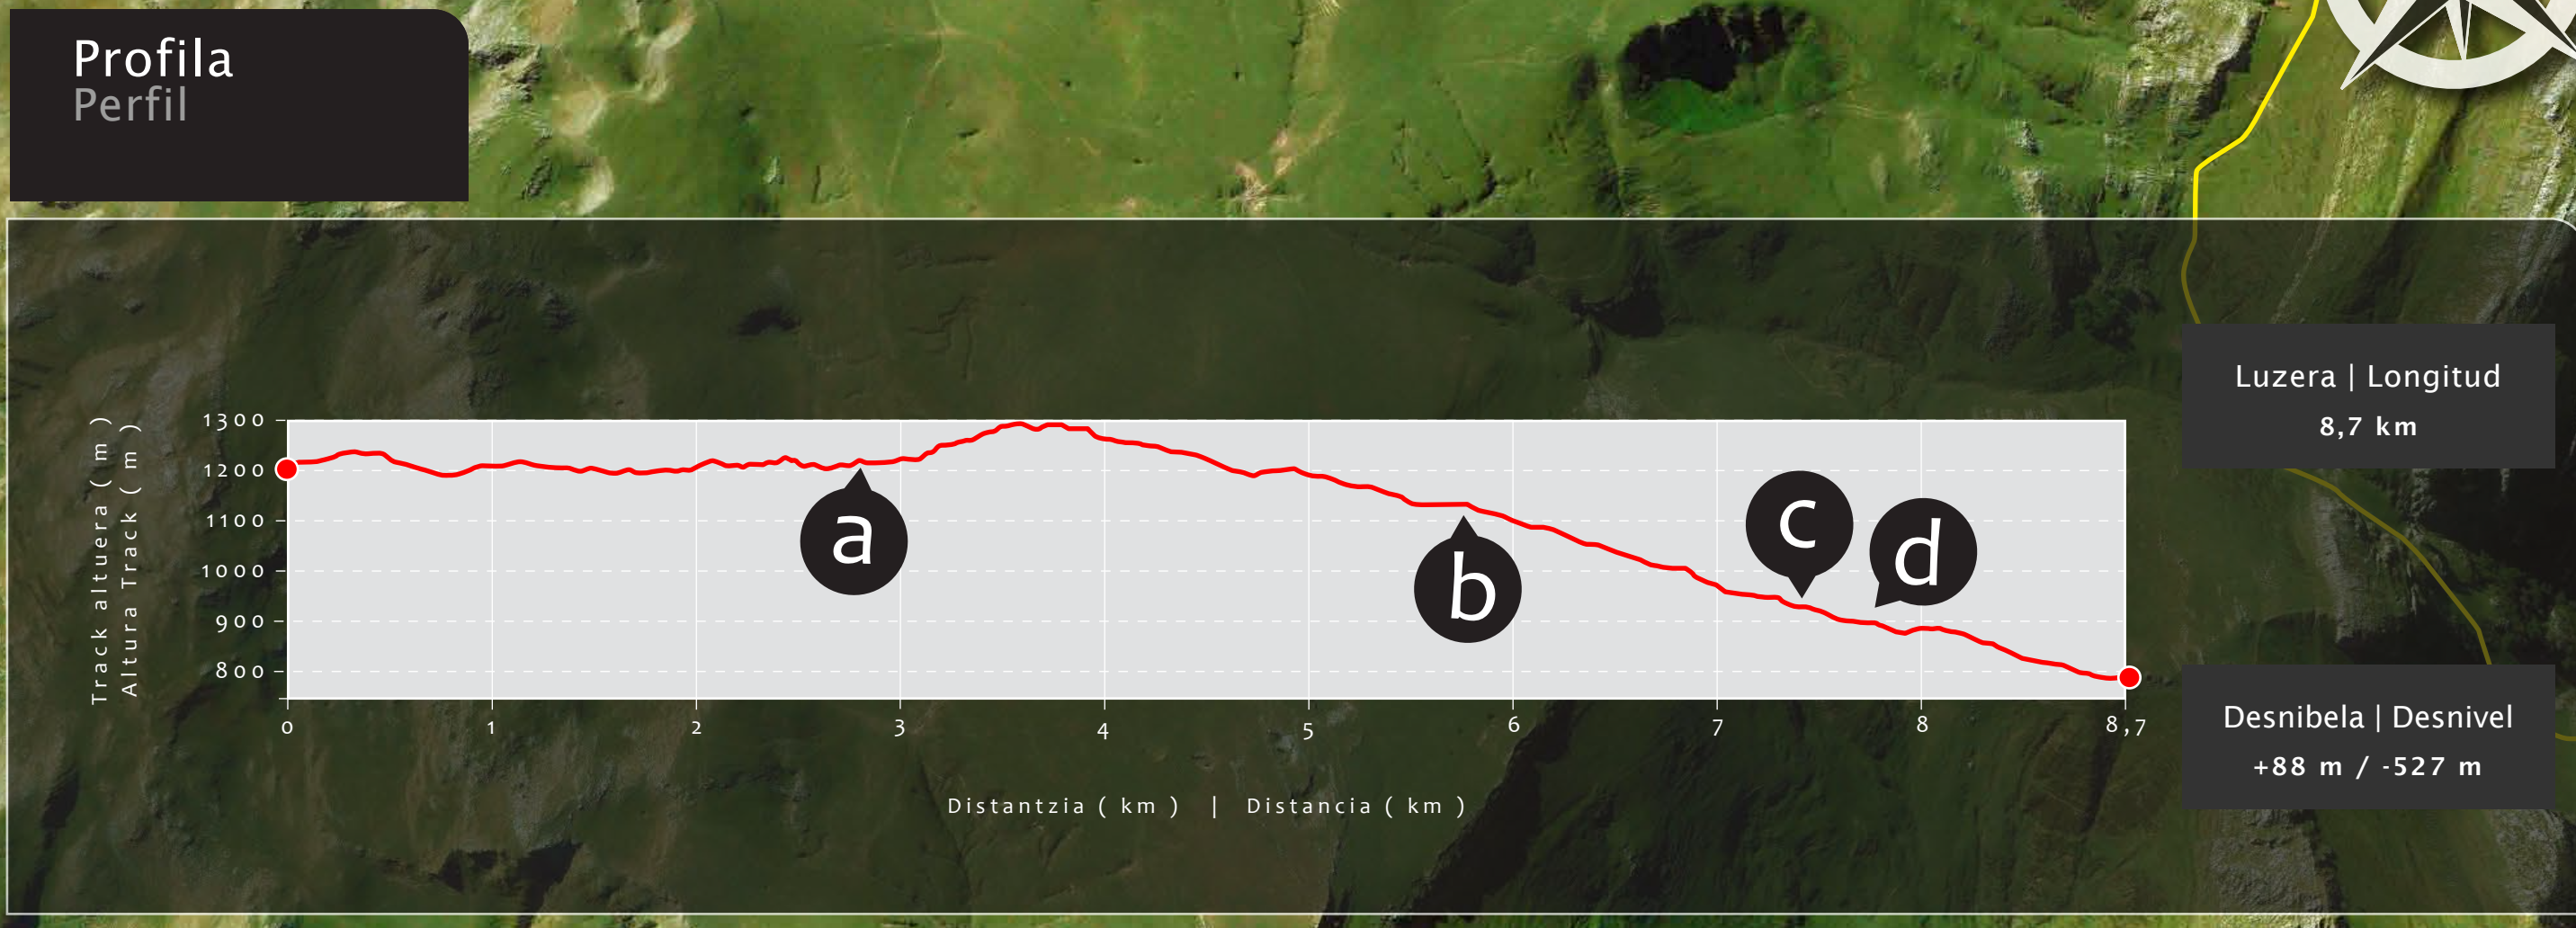 Profila
Perfil
Luzera | Longitud
8,7 km
Track altuera ( m )
Altura Track ( m )
1300
1200
1100
1000
900
800
a
b
c
d
0
1
2
3
4
5
6
7
8
8,7
Desnibela | Desnivel
+88 m / -527 m
Distantzia ( km ) | Distancia ( km )